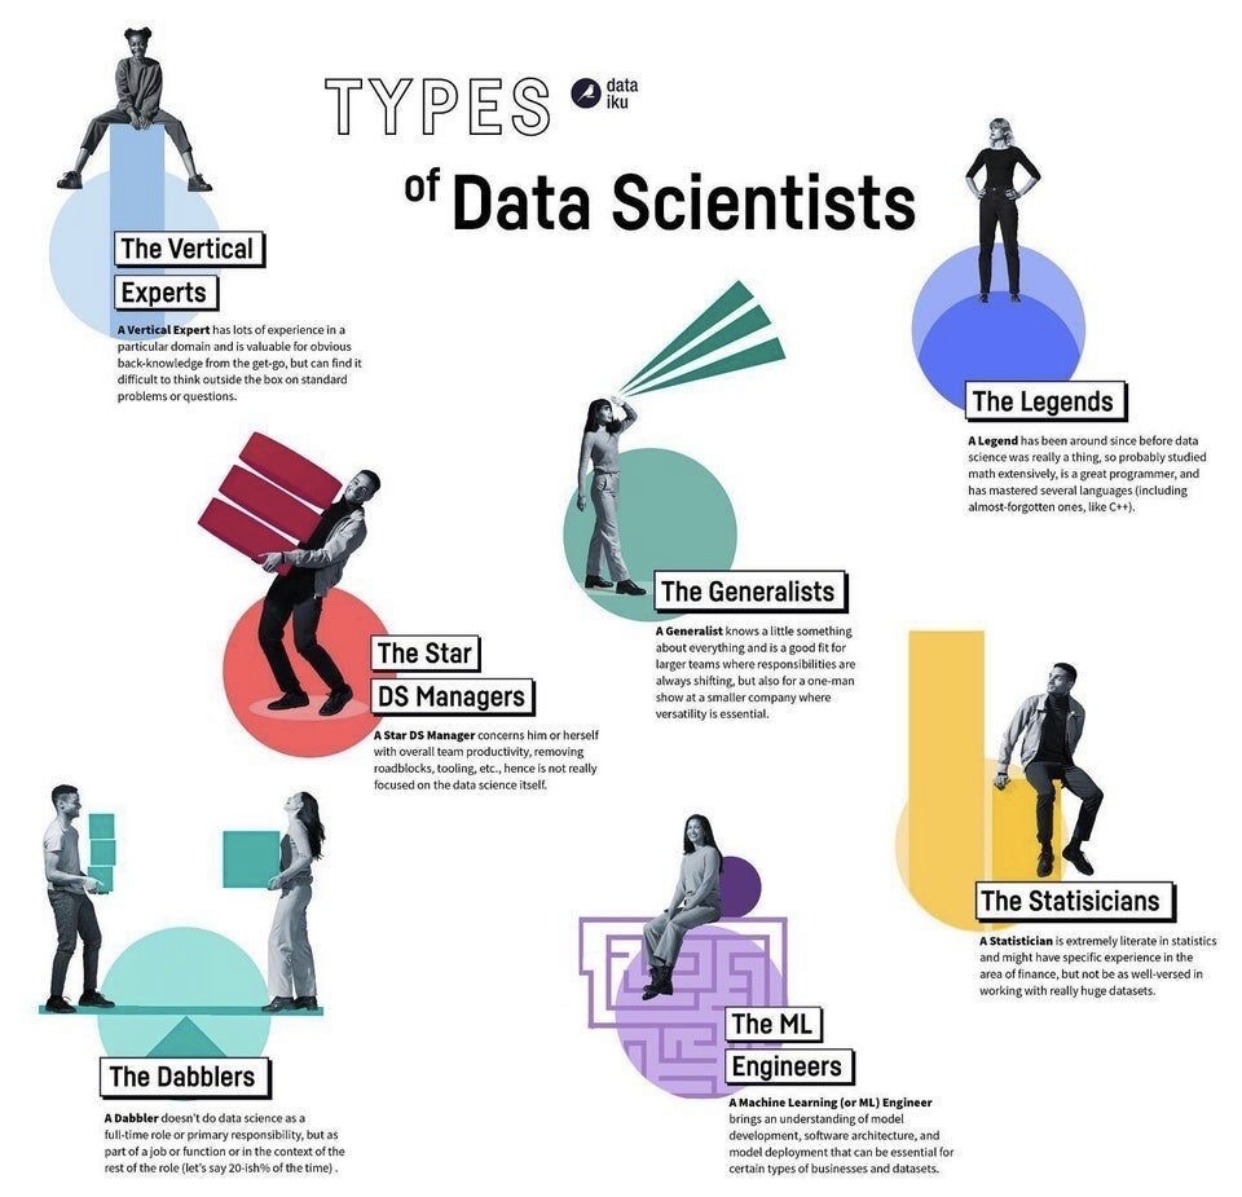 TYPES
data
iku
of Data Scientists
The Vertical
Experts
A Vertical Expert has lots of experience in a
particular domain and is valuable for obvious
back-knowledge from the get-go, but can find it
difficult to think outside the box on standard
problems or questions.
The Legends
A Legend has been around since before data
science was really a thing, so probably studied
math extensively, is a great programmer, and
has mastered several languages (including
almost-forgotten ones, like C++).
The Generalists
A Generalist knows a little something
about everything and is a good fit for
larger teams where responsibilities are
always shifting, but also for a one-man
show at a smaller company where
versatility is essential.
The Star
DS Managers
A Star DS Manager concerns him or herself
with overall team productivity, removing
roadblocks, tooling, etc., hence is not really
focused on the data science itself.
The Statisicians
A Statistician is extremely literate in statistics
and might have specific experience in the
area of finance, but not be as well-versed in
working with really huge datasets.
The ML
Engineers
A Machine Learning (or ML) Engineer
brings an understanding of model
development, software architecture, and
model deployment that can be essential for
certain types of businesses and datasets.
The Dabblers
A Dabbler doesn't do data science as a
full-time role or primary responsibility, but as
part of a job or function or in the context of the
rest of the role (let's say 20-ish% of the time) .